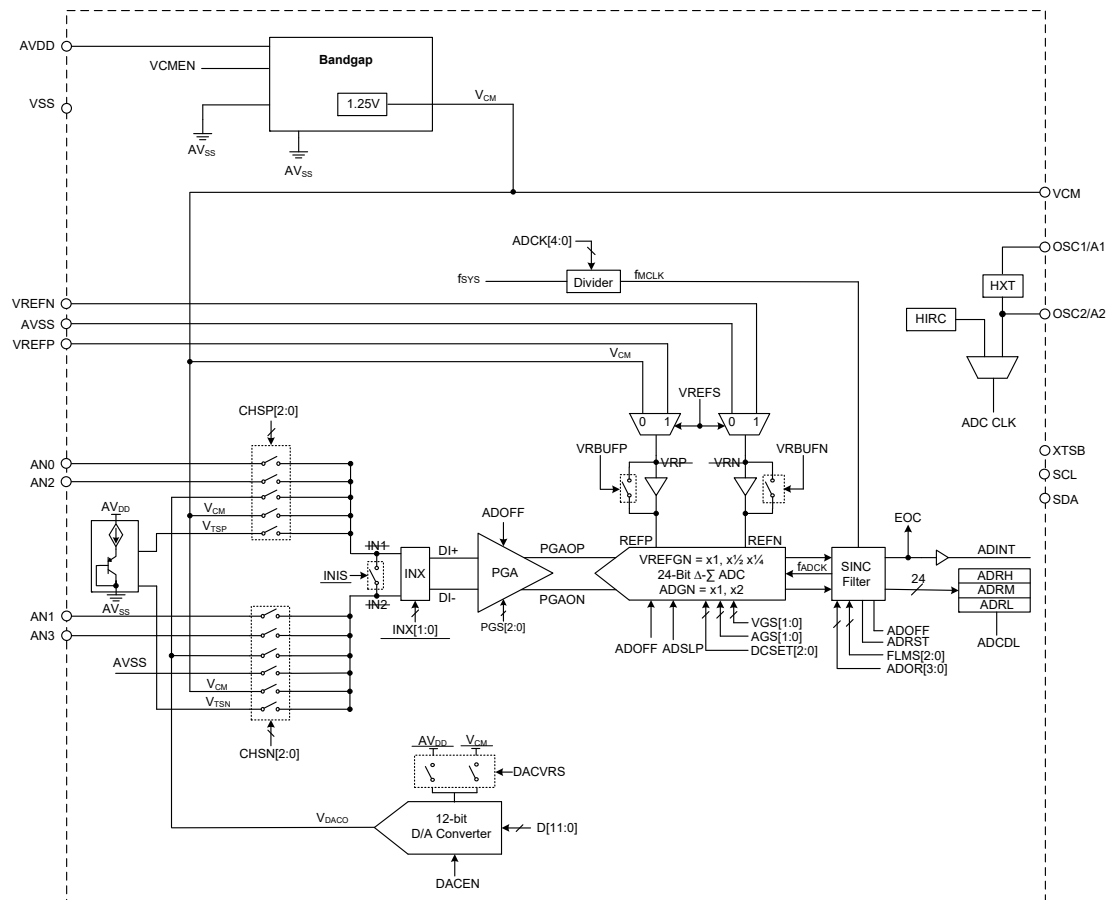 AVDD
VCMEN
Bandgap
VSS
1.25V
VCM
AVSS
AVSS
VCM
ADCK[4:0]
OSC1/A1
fSYS
Divider
fMCLK
HXT
VREFN
AVSS
VREFP
HIRC
OSC2/A2
VCM
VREFS
CHSP[2:0]
0 1
0 1
ADC CLK
VRBUFP
VRP
VRN
VRBUFN
XTSB
AN0
AN2
SCL
SDA
AVDD
VCM
VTSP
ADOFF
EOC
REFP
REFN
IN1
DI+
PGAOP
VREFGN = x1, x½ x¼
24-Bit Δ-∑ ADC
ADGN = x1, x2
fADCK
SINC
Filter
ADINT
INIS
INX
PGA
24
ADRH
ADRM
ADRL
AVSS
IN2
DI-
PGAON
AN1
INX[1:0]
PGS[2:0]
VGS[1:0]
AGS[1:0]
DCSET[2:0]
ADOFF
ADSLP
ADOFF
ADRST
FLMS[2:0]
ADOR[3:0]
ADCDL
AN3
AVSS
VCM
VTSN
CHSN[2:0]
AVDD
VCM
DACVRS
VDACO
12-bit
D/A Converter
D[11:0]
DACEN